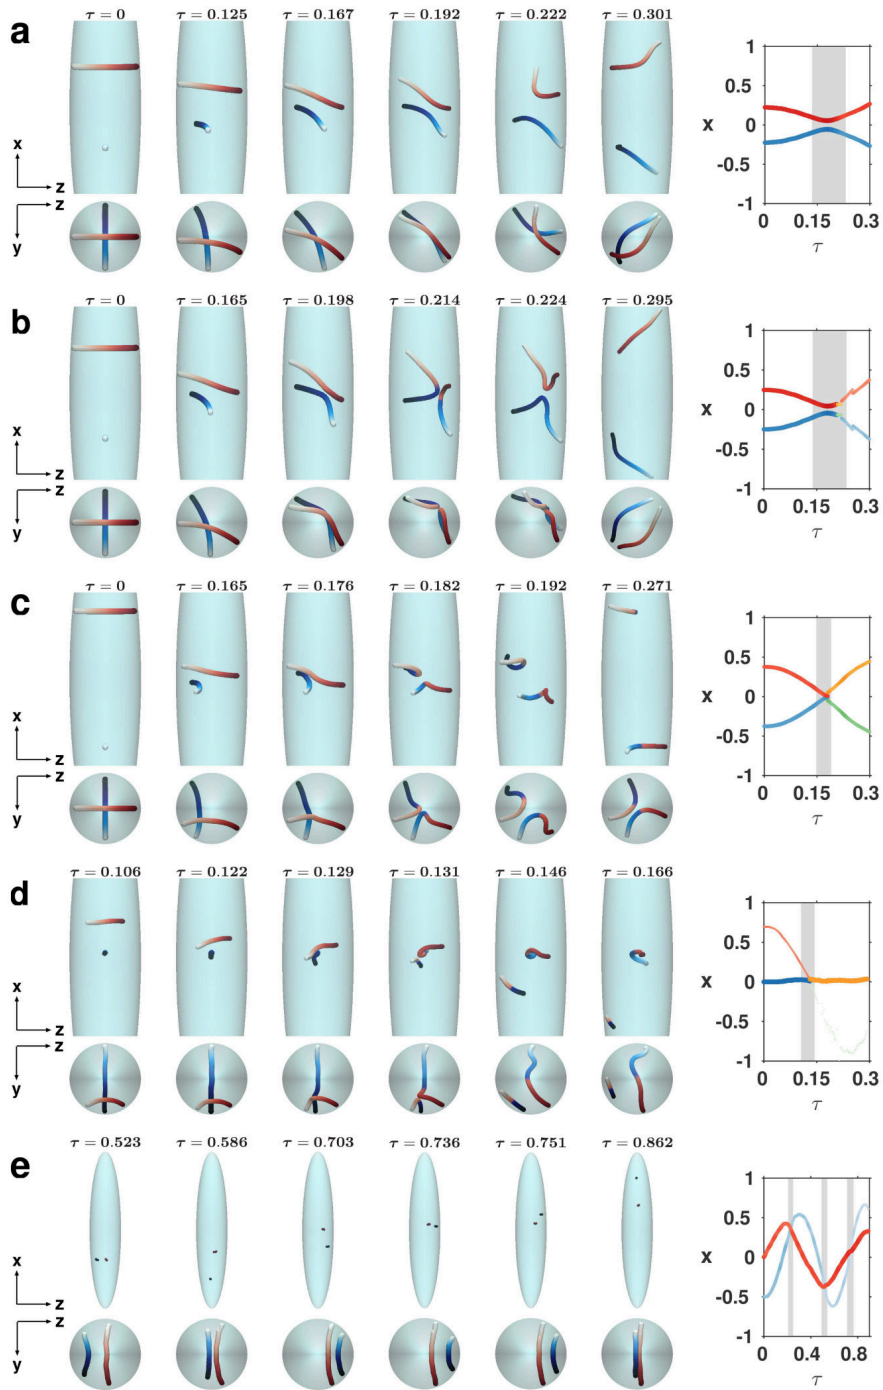 a
τ = 0 τ = 0.125 τ = 0.167 τ = 0.192 τ = 0.222 τ = 0.301
x
z
z
y
1
0.5
x 0
-0.5
-1
0 0.15 0.3
τ
b
τ = 0 τ = 0.165 τ = 0.198 τ = 0.214 τ = 0.224 τ = 0.295
x
z
z
y
1
0.5
x 0
-0.5
-1
0 0.15 0.3
τ
c
τ = 0 τ = 0.165 τ = 0.176 τ = 0.182 τ = 0.192 τ = 0.271
x
z
z
y
1
0.5
x 0
-0.5
-1
0 0.15 0.3
τ
d
τ = 0.106 τ = 0.122 τ = 0.129 τ = 0.131 τ = 0.146 τ = 0.166
x
z
z
y
1
0.5
x 0
-0.5
-1
0 0.15 0.3
τ
e
τ = 0.523 τ = 0.586 τ = 0.703 τ = 0.736 τ = 0.751 τ = 0.862
x
z
z
y
1
0.5
x 0
-0.5
-1
0 0.4 0.8
τ